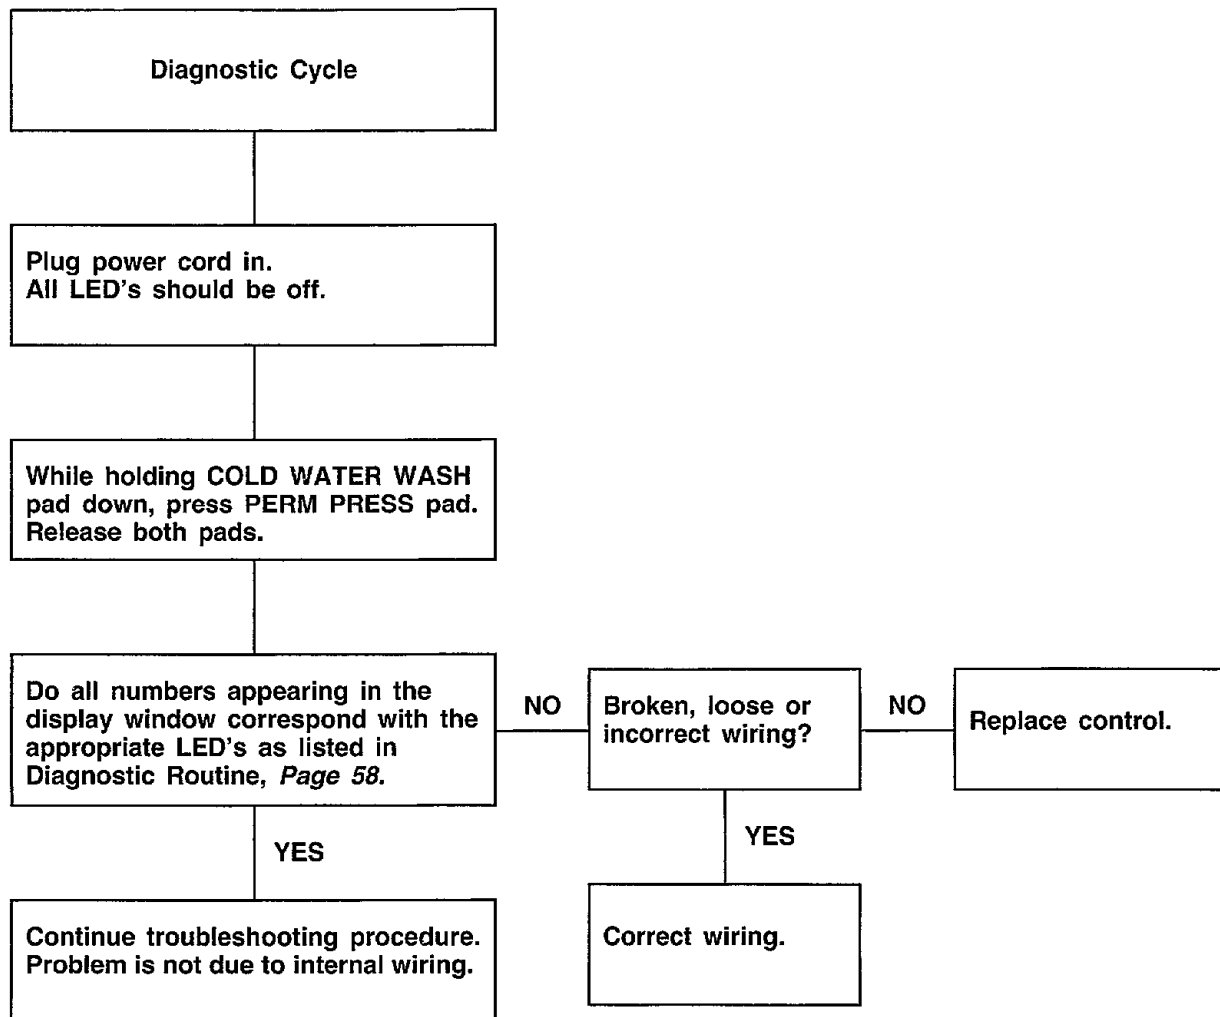 Diagnostic Cycle
Plug power cord in.
All LED's should be off.
While holding COLD WATER WASH
pad down, press PERM PRESS pad.
Release both pads.
Do all numbers appearing in the
display window correspond with the
appropriate LED's as listed in
Diagnostic Routine, Page 58.
NO
Broken, loose or
incorrect wiring?
NO
Replace control.
YES
Continue troubleshooting procedure.
Problem is not due to internal wiring.
YES
Correct wiring.